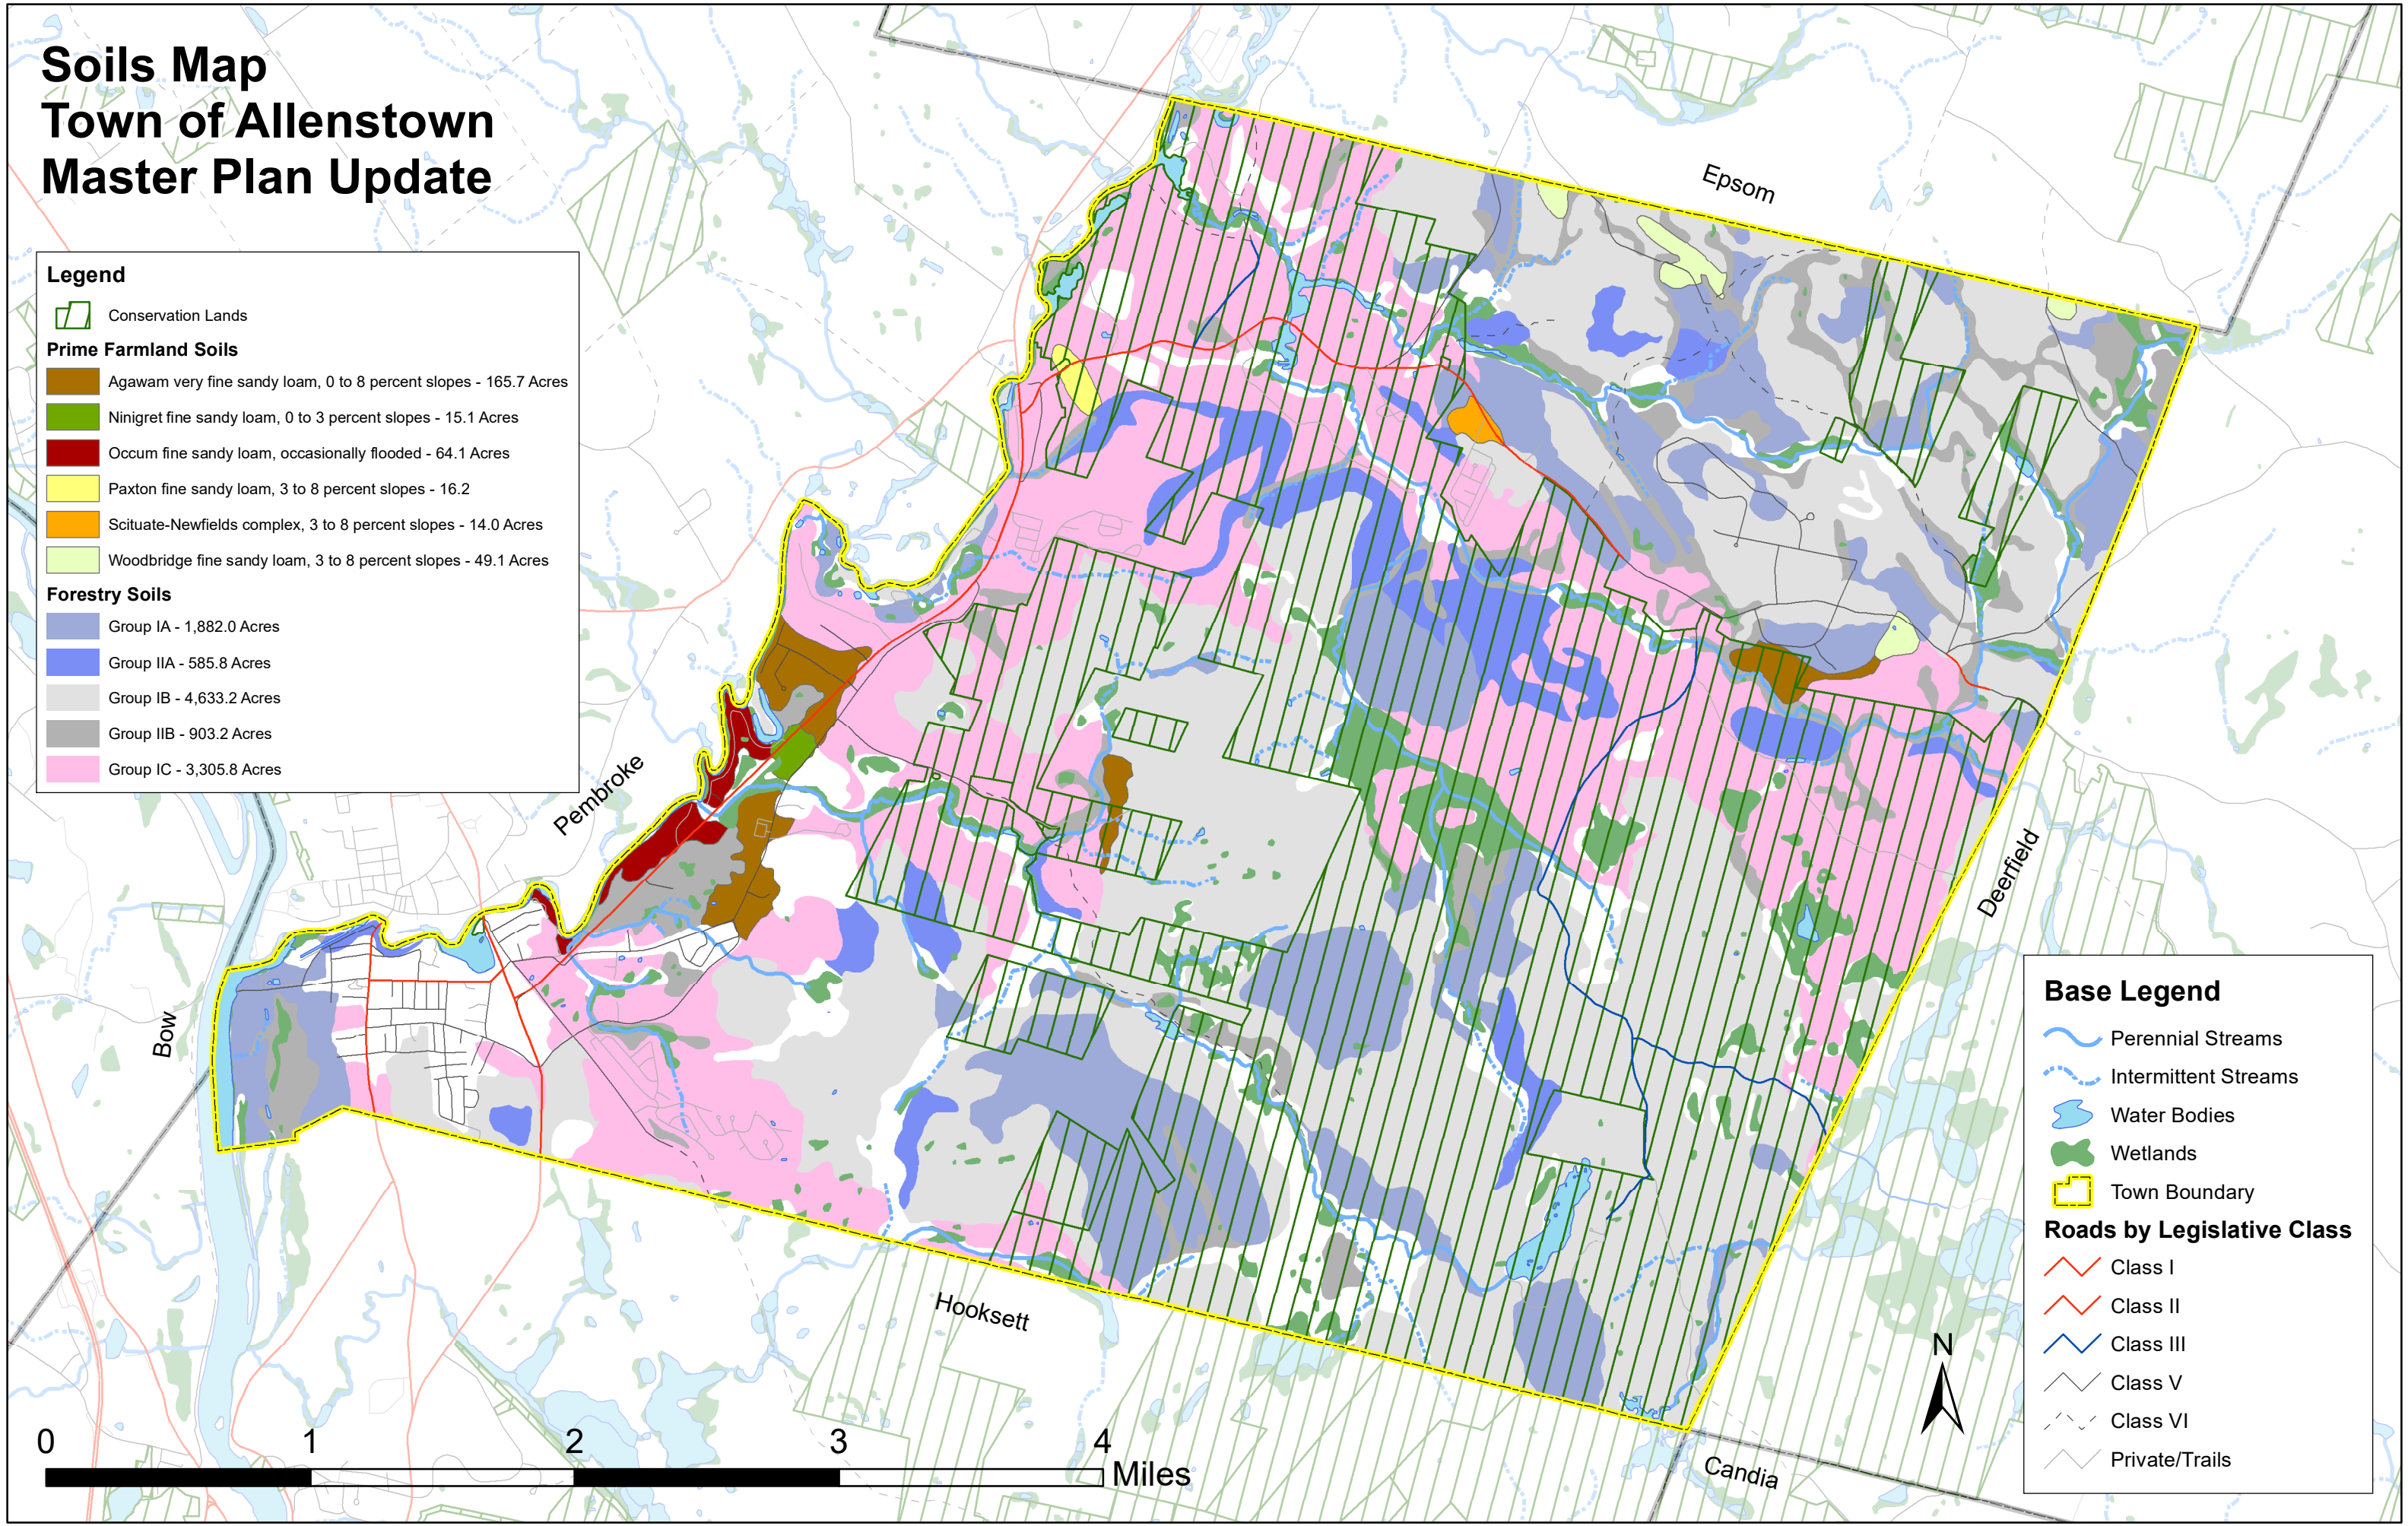 Soils Map
Town of Allenstown
Master Plan Update
Legend
Conservation Lands
Prime Farmland Soils
Agawam very fine sandy loam, 0 to 8 percent slopes - 165.7 Acres
Ninigret fine sandy loam, 0 to 3 percent slopes - 15.1 Acres
Occum fine sandy loam, occasionally flooded - 64.1 Acres
Paxton fine sandy loam, 3 to 8 percent slopes - 16.2
Scituate-Newfields complex, 3 to 8 percent slopes - 14.0 Acres
Woodbridge fine sandy loam, 3 to 8 percent slopes - 49.1 Acres
Forestry Soils
Group IA - 1,882.0 Acres
Group IIA - 585.8 Acres
Group IB - 4,633.2 Acres
Group IIB - 903.2 Acres
Group IC - 3,305.8 Acres
Epsom
Pembroke
Bow
Deerfield
Hooksett
Candia
Base Legend
Perennial Streams
Intermittent Streams
Water Bodies
Wetlands
Town Boundary
Roads by Legislative Class
Class I
Class II
Class III
Class V
Class VI
Private/Trails
N
0 1 2 3 4
Miles